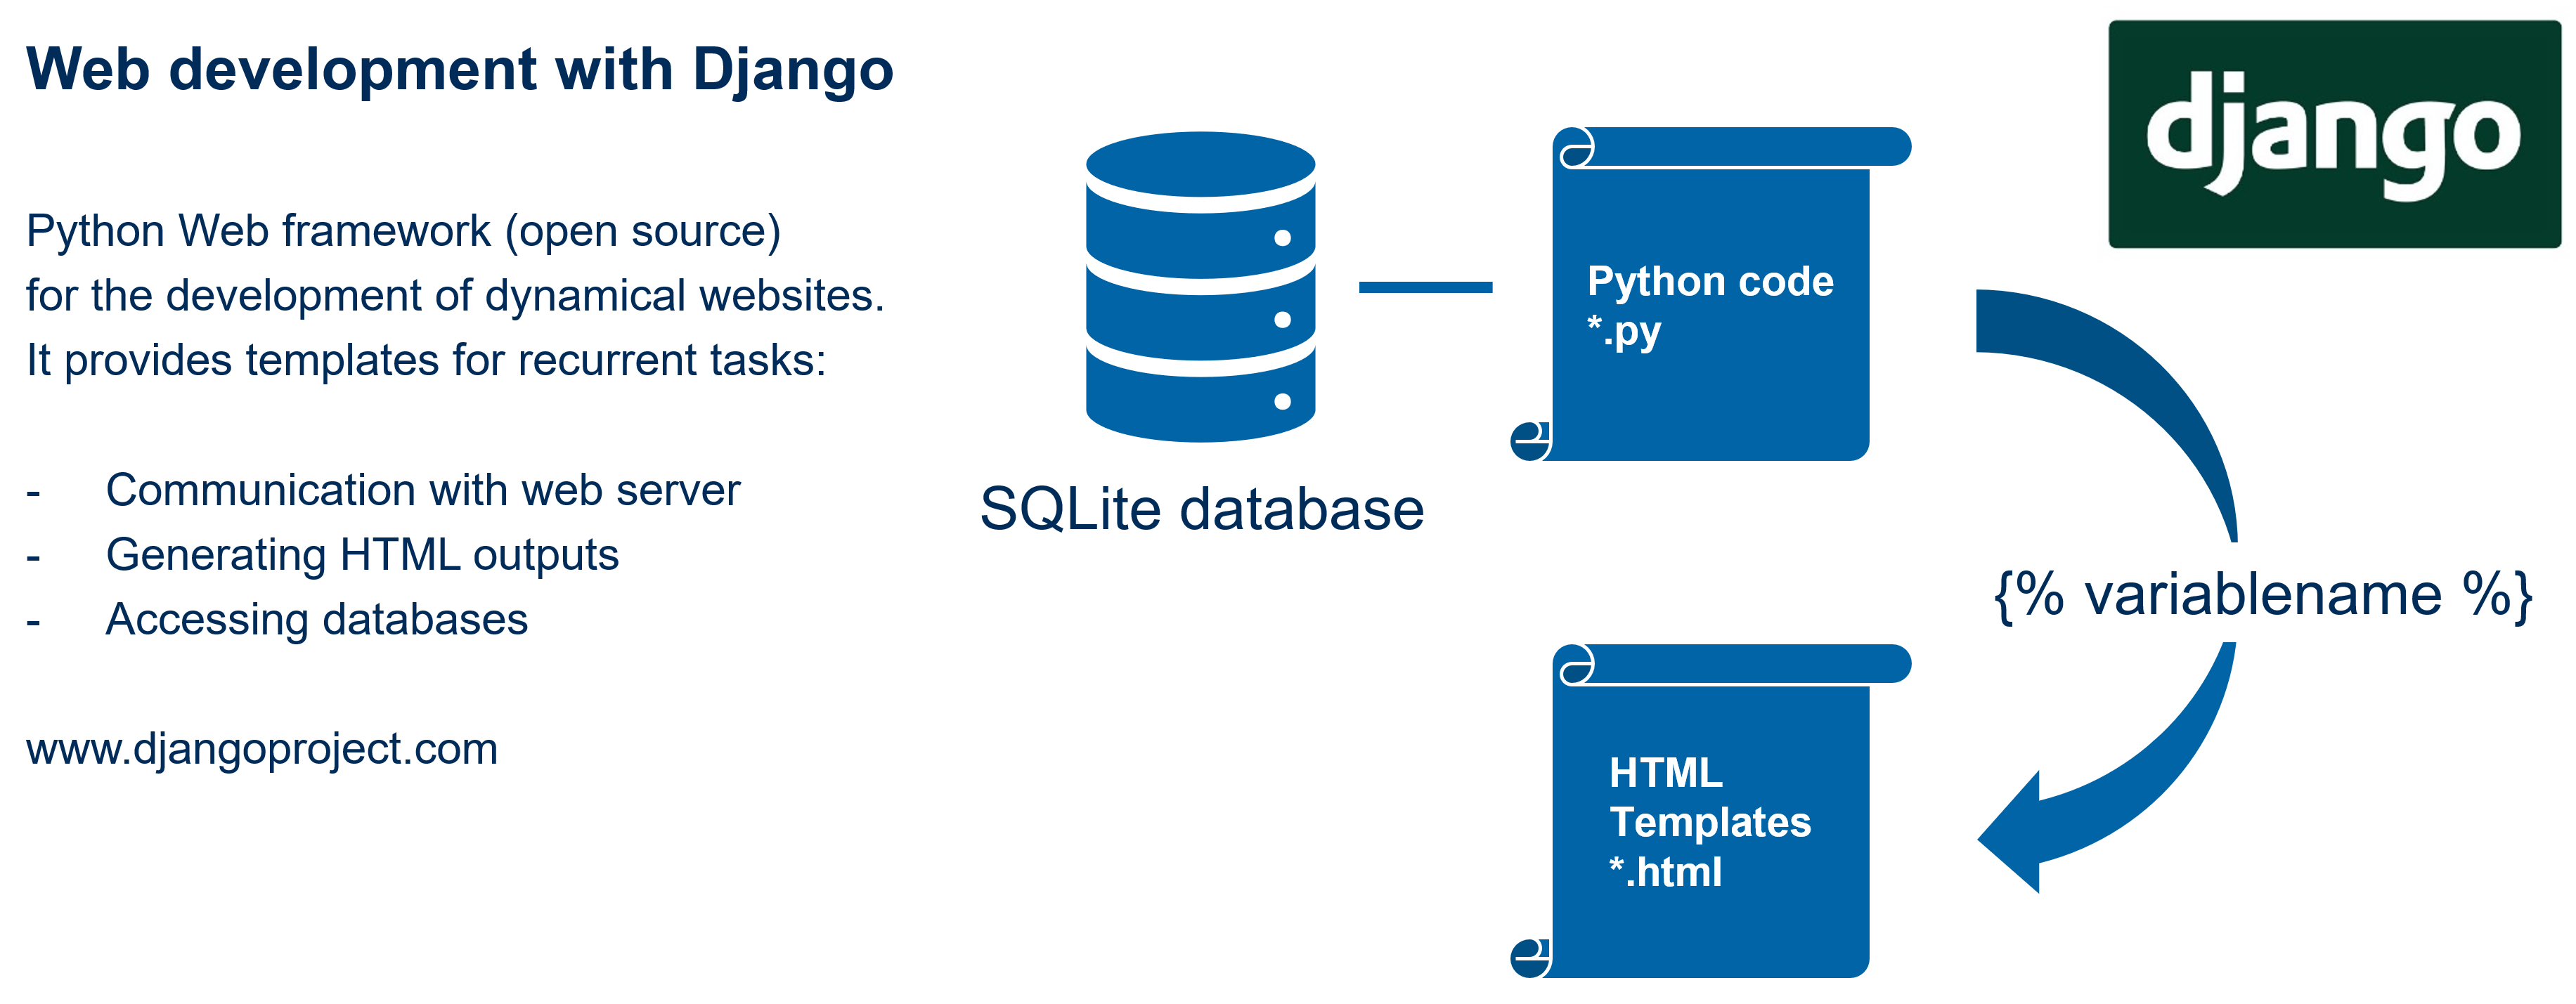 Web development with Django
django
Python Web framework (open source)
for the development of dynamical websites.
It provides templates for recurrent tasks:
- Communication with web server
- Generating HTML outputs
- Accessing databases
www.djangoproject.com
SQLite database
Python code
*.py
{% variablename %}
HTML
Templates
*.html